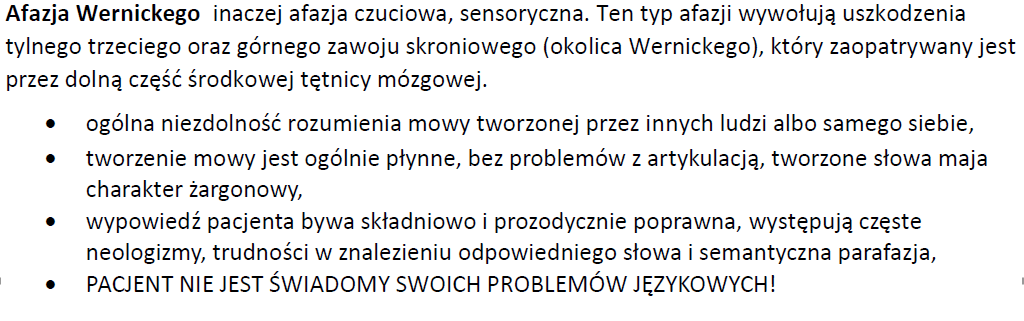 Afazja Wernickego inaczej afazja czuciowa, sensoryczna. Ten typ afazji wywołują uszkodzenia
tylnego trzeciego oraz górnego zawoju skroniowego (okolica Wernickego), który zaopatrywany jest
przez dolną część środkowej tętnicy mózgowej.
• ogólna niezdolność rozumienia mowy tworzonej przez innych ludzi albo samego siebie,
• tworzenie mowy jest ogólnie płynne, bez problemów z artykulacją, tworzone słowa maja
charakter żargonowy,
• wypowiedź pacjenta bywa składniowo i prozodycznie poprawna, występują częste
neologizmy, trudności w znalezieniu odpowiedniego słowa i semantyczna parafazja,
• PACJENT NIE JEST ŚWIADOMY SWOICH PROBLEMÓW JĘZYKOWYCH!